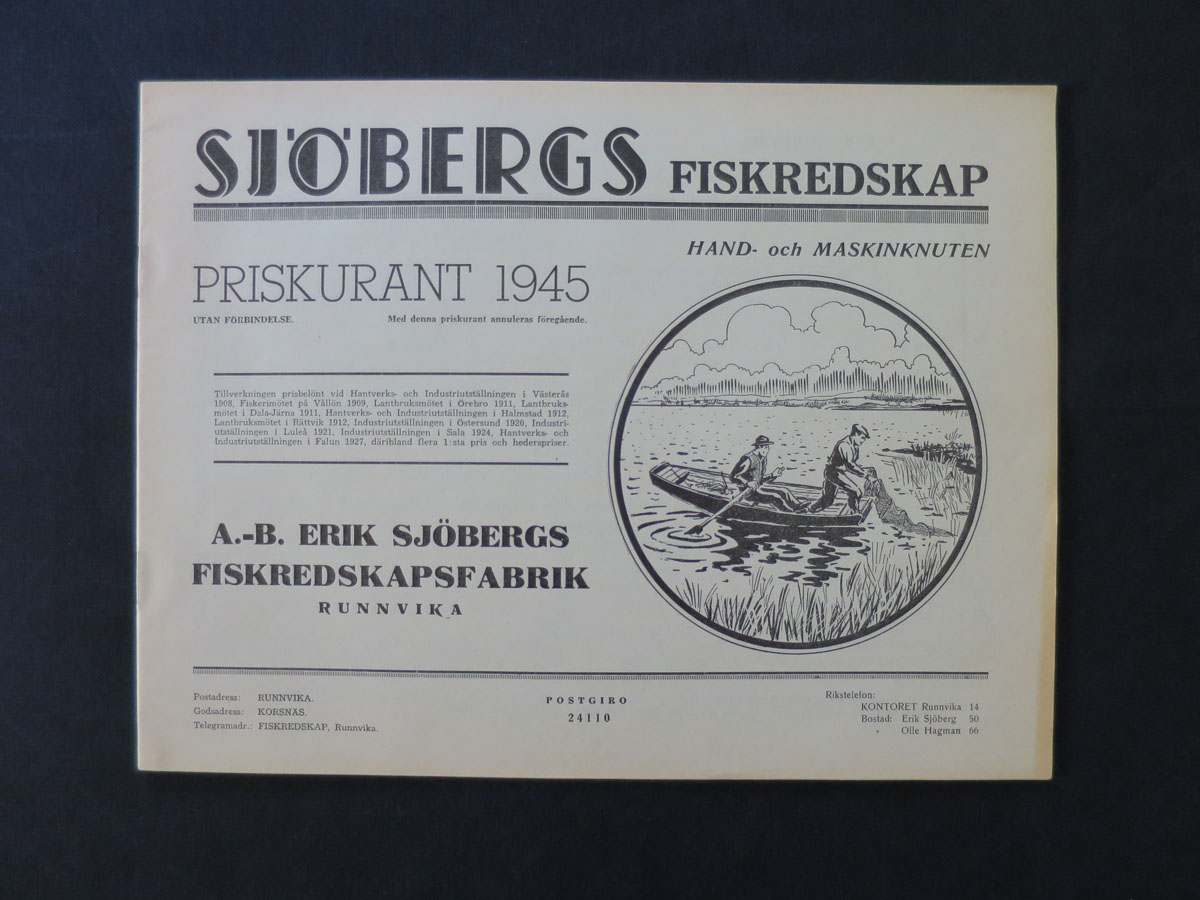 SJÖBERGS FISKREDSKAP
HAND- och MASKINKNUTEN
PRISKURANT 1945
UTAN FÖRBINDELSE. Med denna priskurant annuleras föregående.
Tillverkningen prisbelönt vid Hantverks- och Industriutställningen i Västerås
1908, Fiskerimötet på Vållön 1909, Lantbruksmötet i Örebro 1911, Lantbruks-
mötet i Dala-Järna 1911, Hantverks- och Industriutställningen i Halmstad 1912,
Lantbruksmötet i Rättvik 1912, Industriutställningen i Östersund 1920, Industri-
utställningen i Luleå 1921, Industriutställningen i Sala 1924, Hantverks- och
Industriutställningen i Falun 1927, däribland flera 1:sta pris och hederspriser.
A.-B. ERIK SJÖBERGS
FISKREDSKAPSFABRIK
RUNNVIKA
Postadress: RUNNVIKA.
Godsadress: KORSNÄS.
Telegramadr.: FISKREDSKAP, Runnvika.
POSTGIRO
24110
Rikstelefon:
KONTORET Runnvika 14
Bostad: Erik Sjöberg 50
" Olle Hagman 66